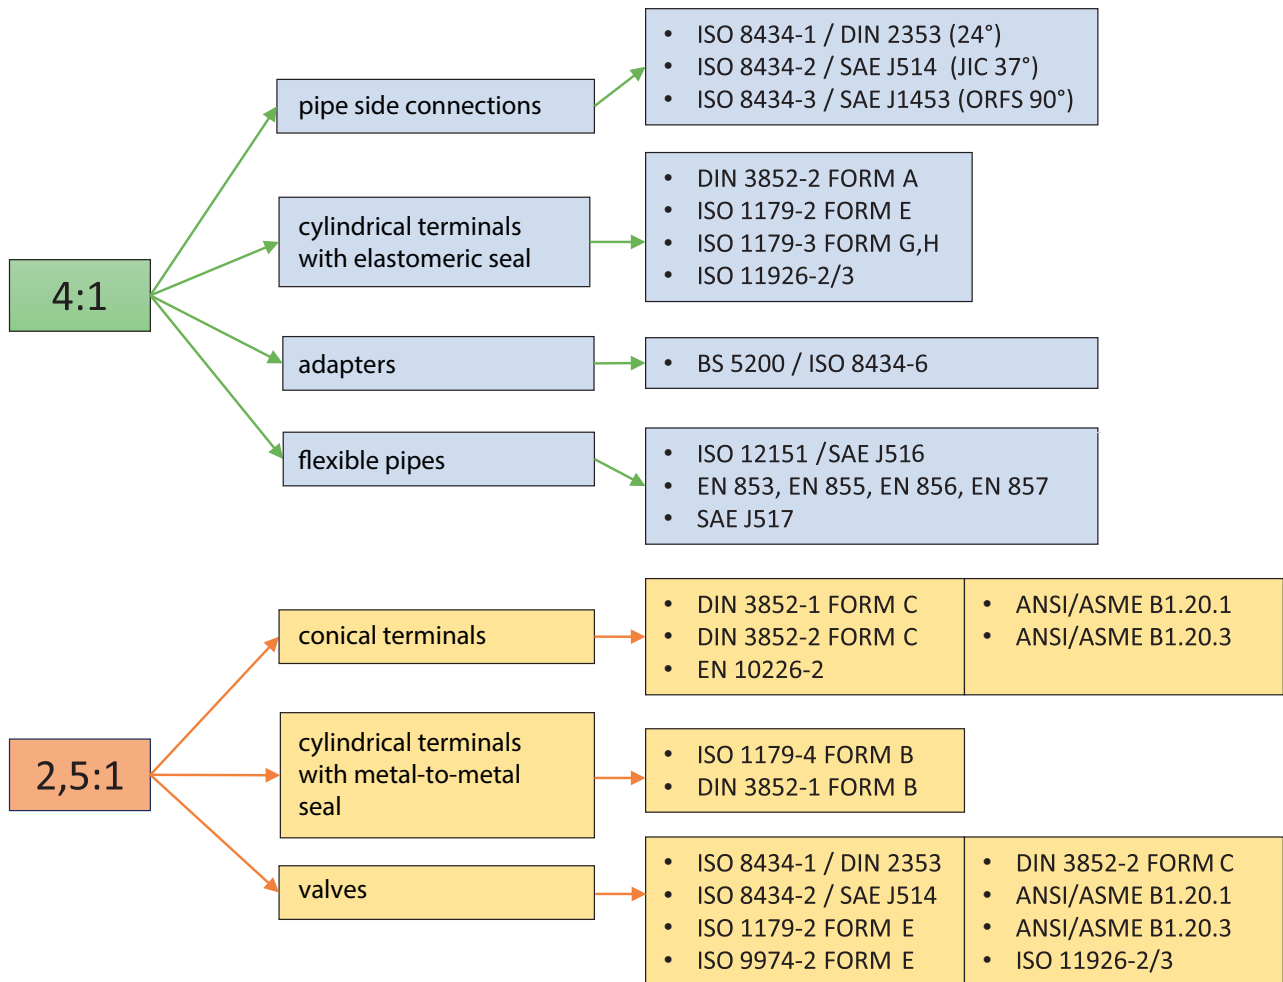 4:1
pipe side connections
• ISO 8434-1 / DIN 2353 (24°)
• ISO 8434-2 / SAE J514 (JIC 37°)
• ISO 8434-3 / SAE J1453 (ORFS 90°)
cylindrical terminals
with elastomeric seal
• DIN 3852-2 FORM A
• ISO 1179-2 FORM E
• ISO 1179-3 FORM G,H
• ISO 11926-2/3
adapters
• BS 5200 / ISO 8434-6
flexible pipes
• ISO 12151 /SAE J516
• EN 853, EN 855, EN 856, EN 857
• SAE J517
2,5:1
conical terminals
• DIN 3852-1 FORM C
• DIN 3852-2 FORM C
• EN 10226-2
• ANSI/ASME B1.20.1
• ANSI/ASME B1.20.3
cylindrical terminals
with metal-to-metal
seal
• ISO 1179-4 FORM B
• DIN 3852-1 FORM B
valves
• ISO 8434-1 / DIN 2353
• ISO 8434-2 / SAE J514
• ISO 1179-2 FORM E
• ISO 9974-2 FORM E
• DIN 3852-2 FORM C
• ANSI/ASME B1.20.1
• ANSI/ASME B1.20.3
• ISO 11926-2/3